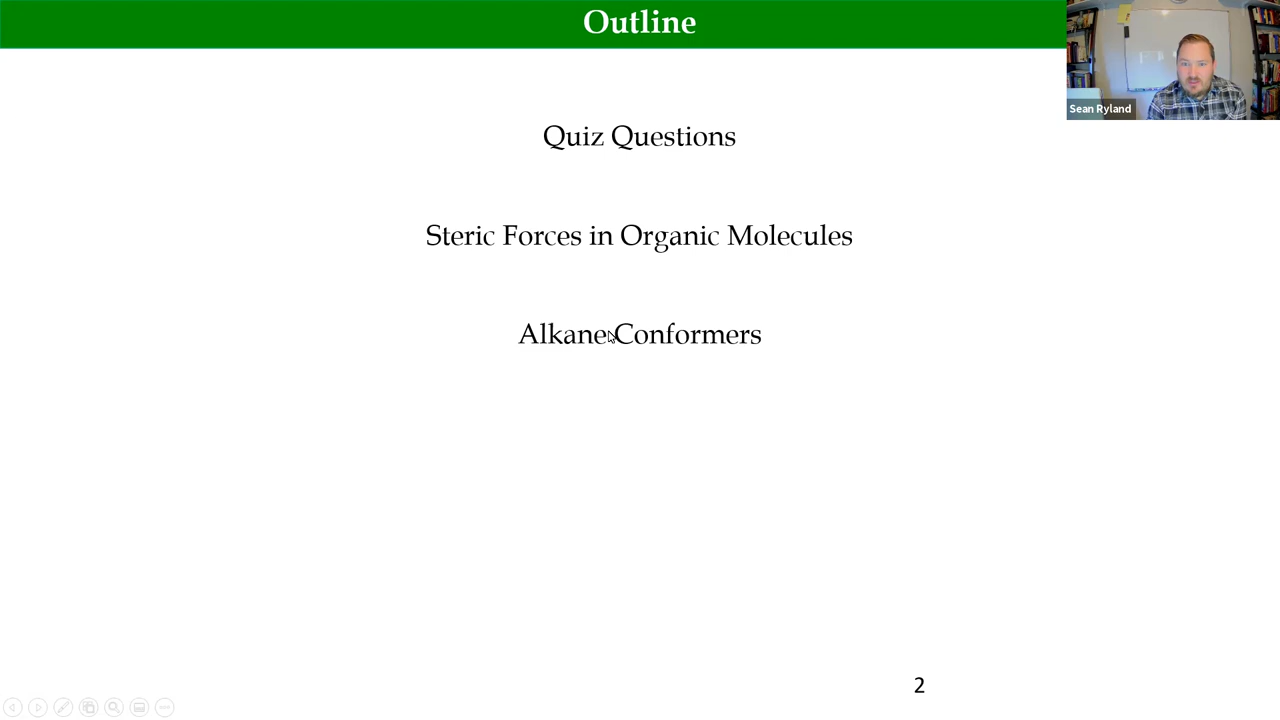 Outline
Sean Ryland
Quiz Questions
Steric Forces in Organic Molecules
Alkane Conformers
2